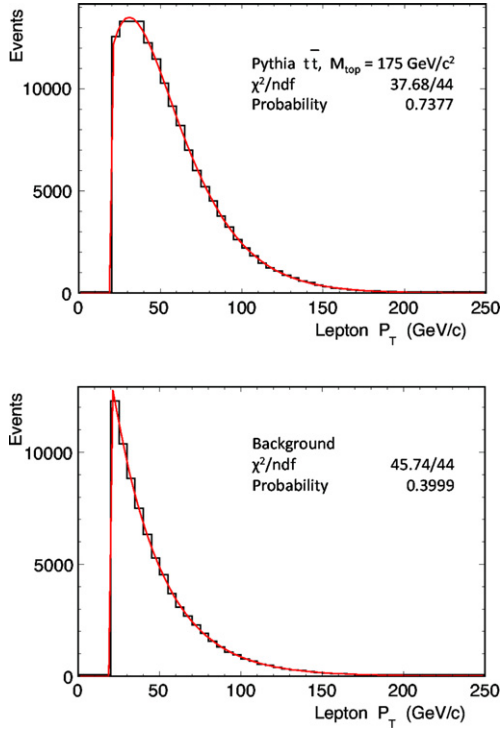 Events
10000
5000
0
Pythia t t̅, M_top = 175 GeV/c²
χ²/ndf 37.68/44
Probability 0.7377
0 50 100 150 200 250
Lepton P_T (GeV/c)
Events
10000
5000
0
Background
χ²/ndf 45.74/44
Probability 0.3999
0 50 100 150 200 250
Lepton P_T (GeV/c)